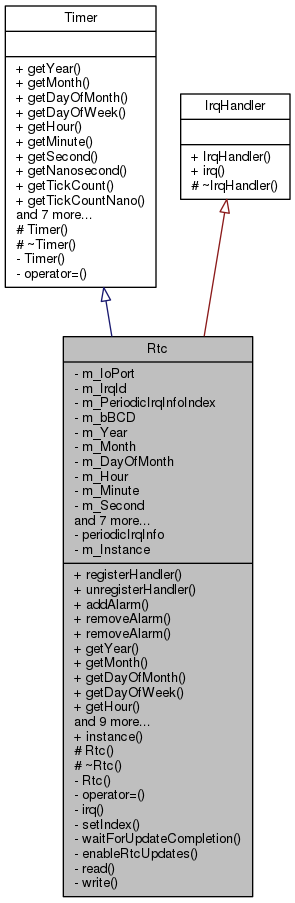 Timer
+ getYear()
+ getMonth()
+ getDayOfMonth()
+ getDayOfWeek()
+ getHour()
+ getMinute()
+ getSecond()
+ getNanosecond()
+ getTickCount()
+ getTickCountNano()
and 7 more...
# Timer()
# ~Timer()
- Timer()
- operator=()
IrqHandler
+ IrqHandler()
+ irq()
# ~IrqHandler()
Rtc
- m_IoPort
- m_IrqId
- m_PeriodicIrqInfoIndex
- m_bBCD
- m_Year
- m_Month
- m_DayOfMonth
- m_Hour
- m_Minute
- m_Second
and 7 more...
- periodicIrqInfo
- m_Instance
+ registerHandler()
+ unregisterHandler()
+ addAlarm()
+ removeAlarm()
+ removeAlarm()
+ getYear()
+ getMonth()
+ getDayOfMonth()
+ getDayOfWeek()
+ getHour()
and 9 more...
+ instance()
# Rtc()
# ~Rtc()
- Rtc()
- operator=()
- irq()
- setIndex()
- waitForUpdateCompletion()
- enableRtcUpdates()
- read()
- write()